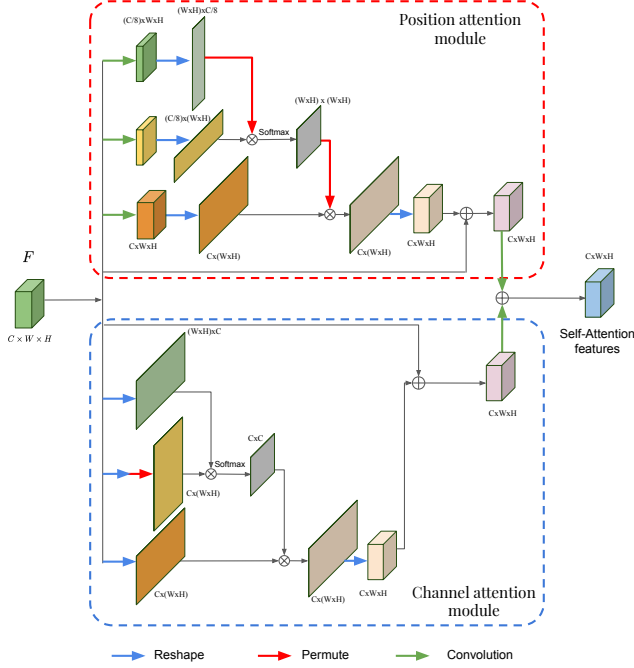 Position attention
module
(C/8)xWxH
(WxH)xC/8
(C/8)x(WxH)
Softmax
(WxH) x (WxH)
CxWxH
Cx(WxH)
Cx(WxH)
CxWxH
CxWxH
F
C × W × H
CxWxH
Self-Attention
features
(WxH)xC
CxWxH
Softmax
CxC
Cx(WxH)
Cx(WxH)
Cx(WxH)
CxWxH
Channel attention
module
Reshape
Permute
Convolution